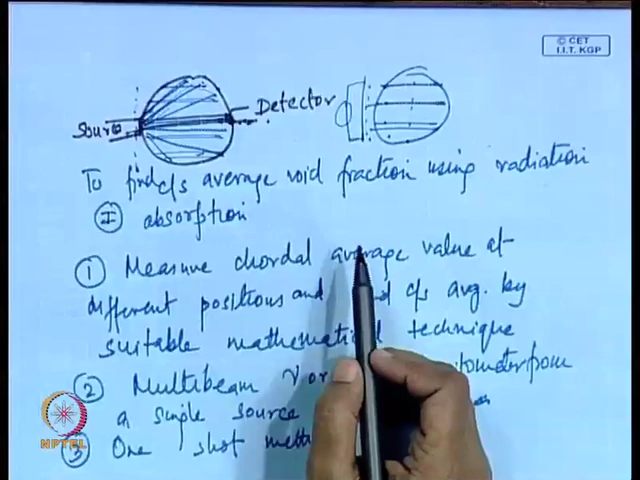 © CET
I.I.T. KGP
Source
Detector
To find c/s average void fraction using radiation
(I) absorption
① Measure chordal average value at
different positions and c/s avg. by
suitable mathematical technique
② Multibeam
a single source
③ One shot
NPTEL